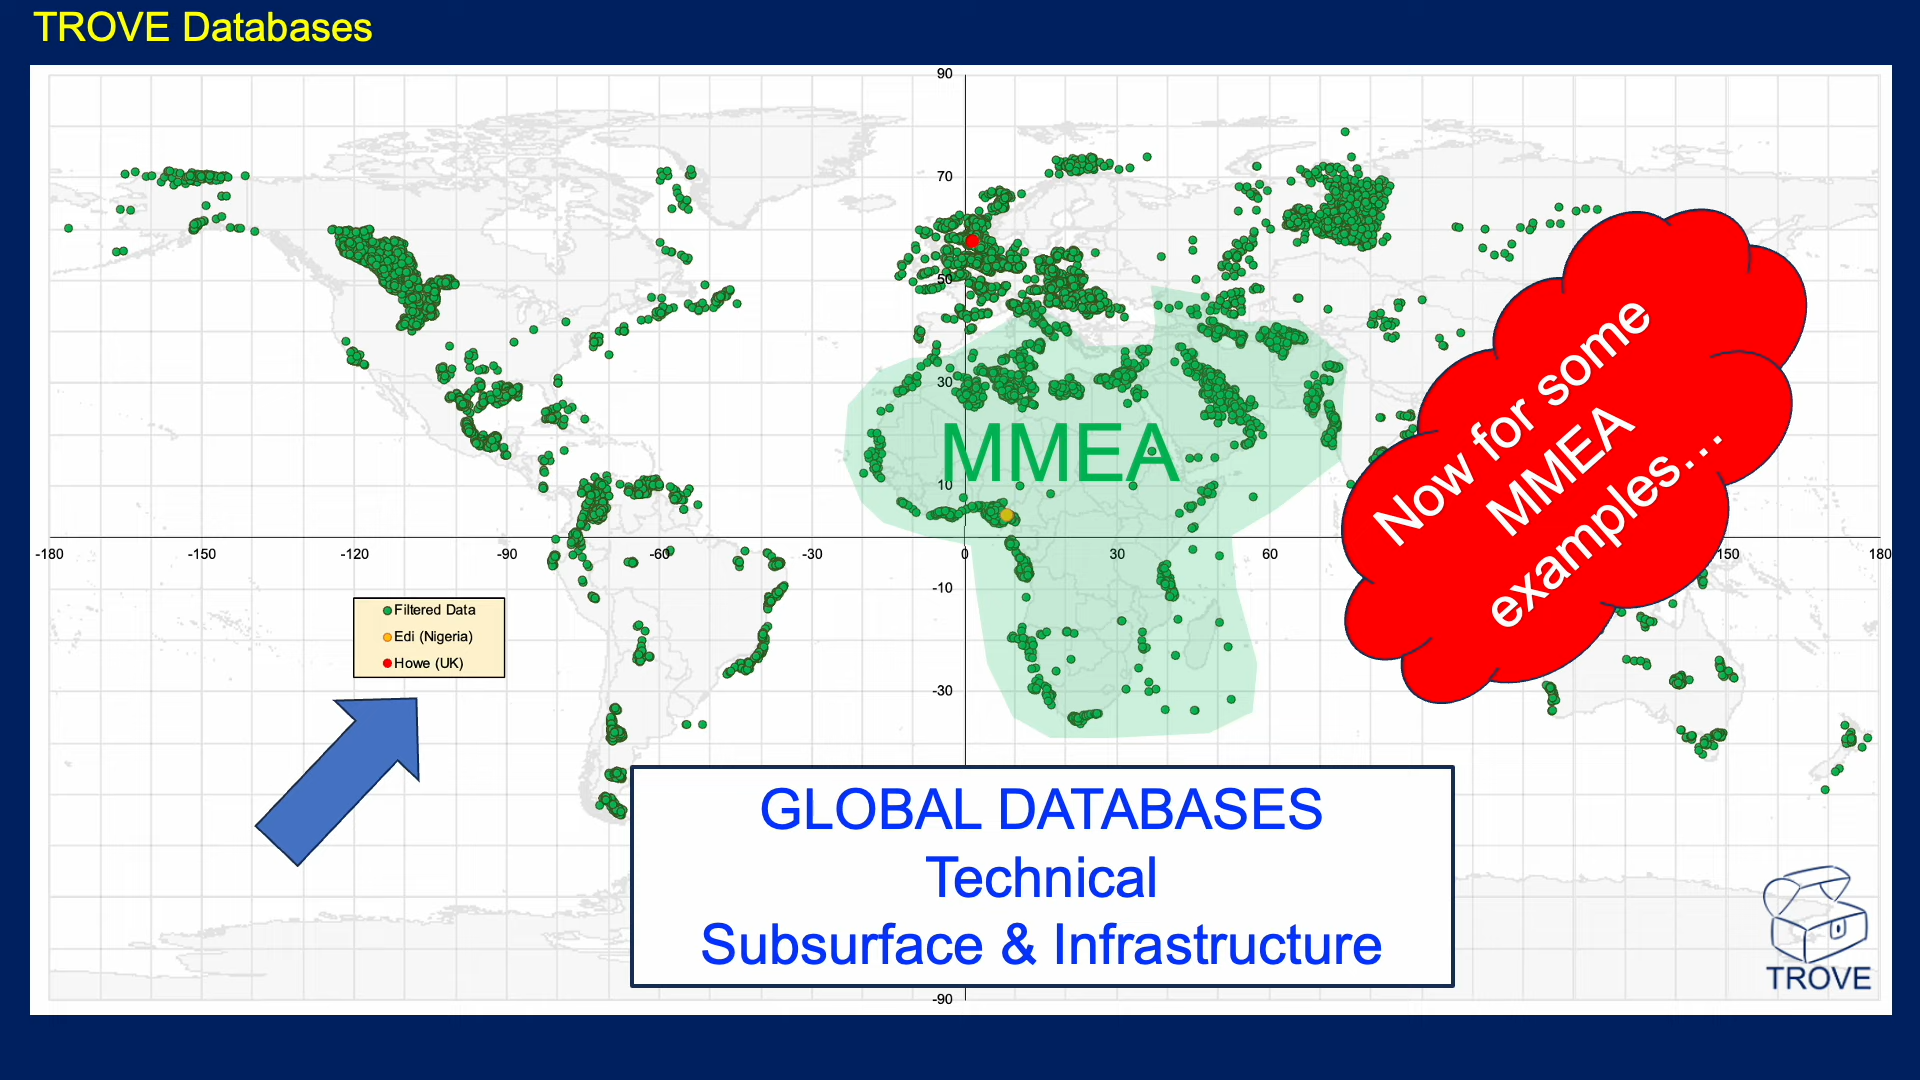 TROVE Databases
90
70
50
30
10
-180
-150
-120
-90
-60
-30
0
30
60
150
180
-10
-30
-90
MMEA
Filtered Data
Edi (Nigeria)
Howe (UK)
Now for some
MMEA
examples…
GLOBAL DATABASES
Technical
Subsurface & Infrastructure
TROVE